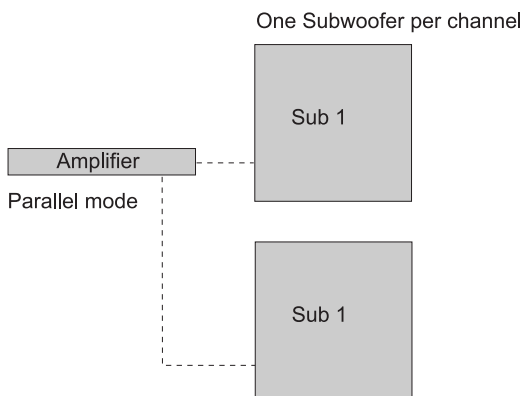 One Subwoofer per channel
Sub 1
Amplifier
Parallel mode
Sub 1